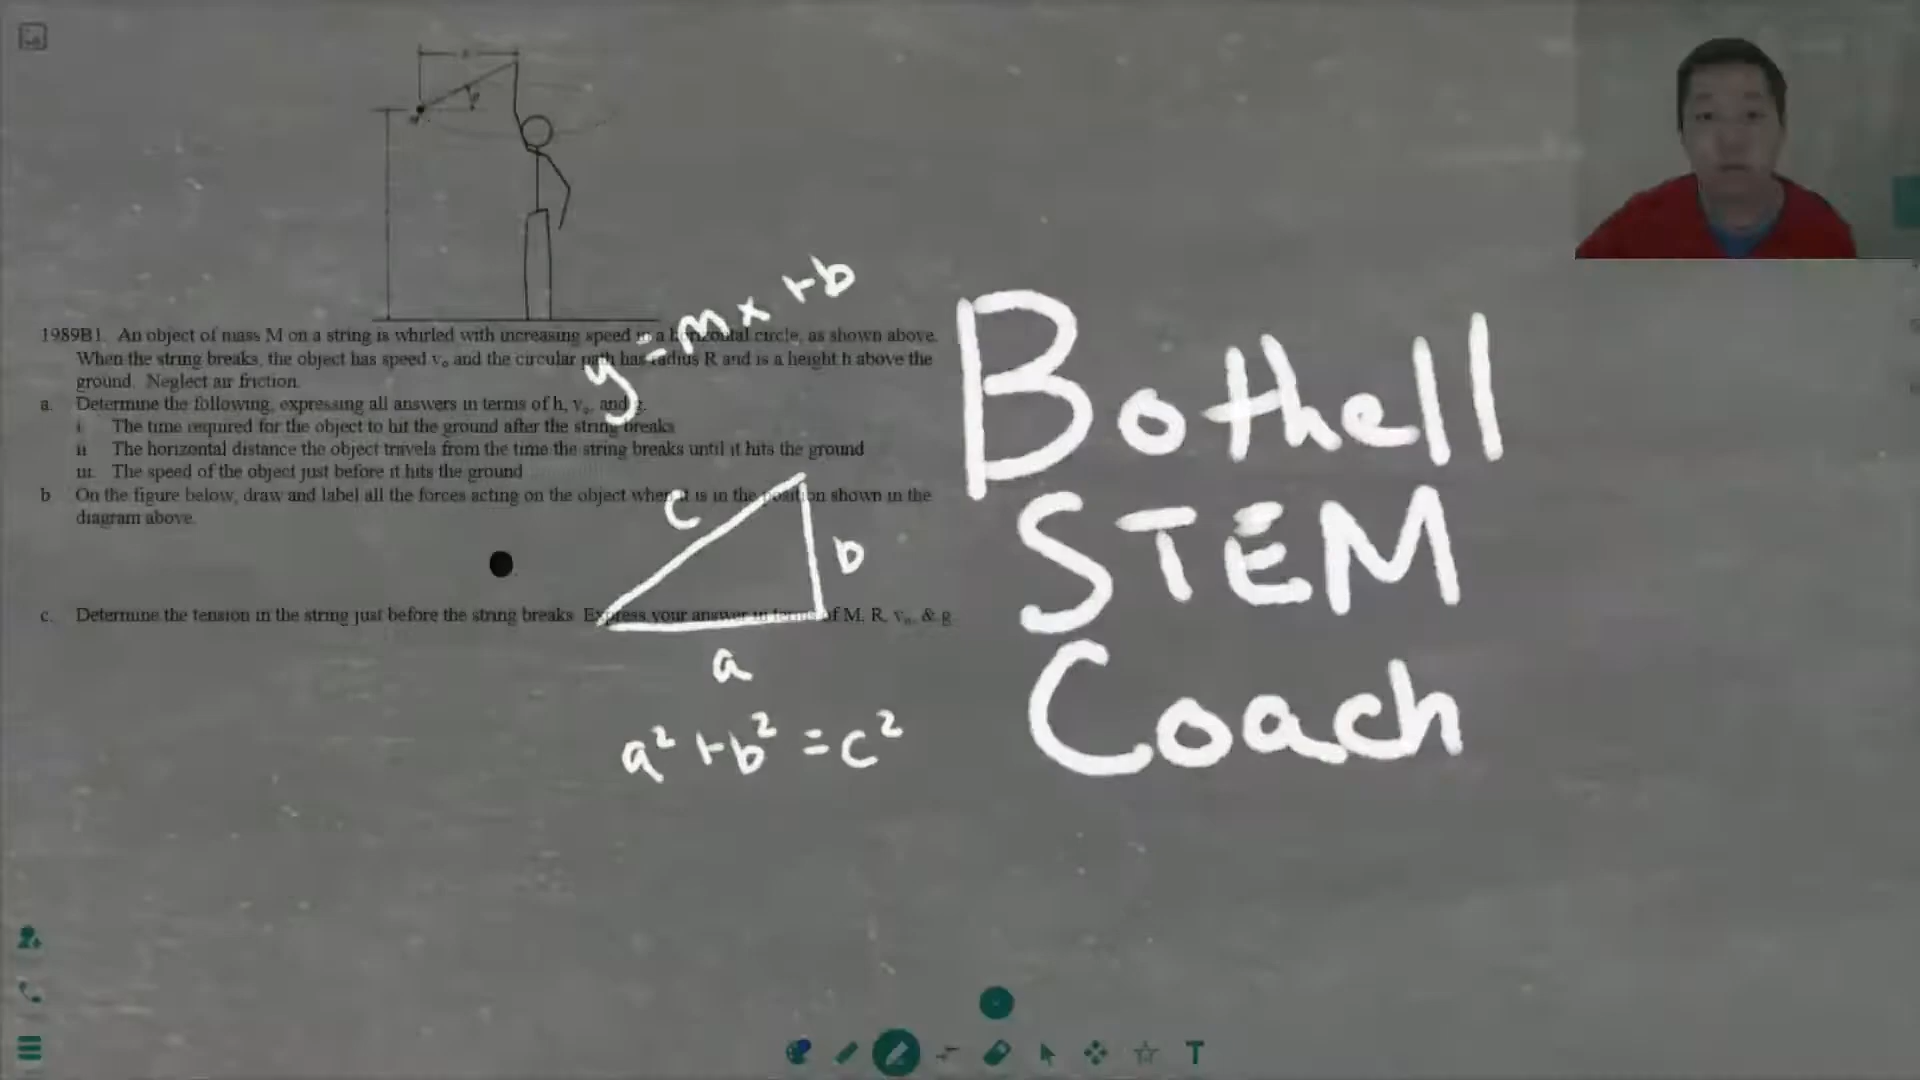 1989B1. An object of mass M on a string is whirled with increasing speed in a horizontal circle, as shown above.
When the string breaks, the object has speed vₒ and the circular path has radius R and is a height h above the
ground. Neglect air friction.
a. Determine the following, expressing all answers in terms of h, vₒ, and g.
i. The time required for the object to hit the ground after the string breaks
ii. The horizontal distance the object travels from the time the string breaks until it hits the ground
iii. The speed of the object just before it hits the ground
b. On the figure below, draw and label all the forces acting on the object when it is in the position shown in the
diagram above.
c. Determine the tension in the string just before the string breaks. Express your answer in terms of M, R, vₒ, & g.
y = mx + b
c
b
a
a² + b² = c²
Bothell
STEM
Coach
T